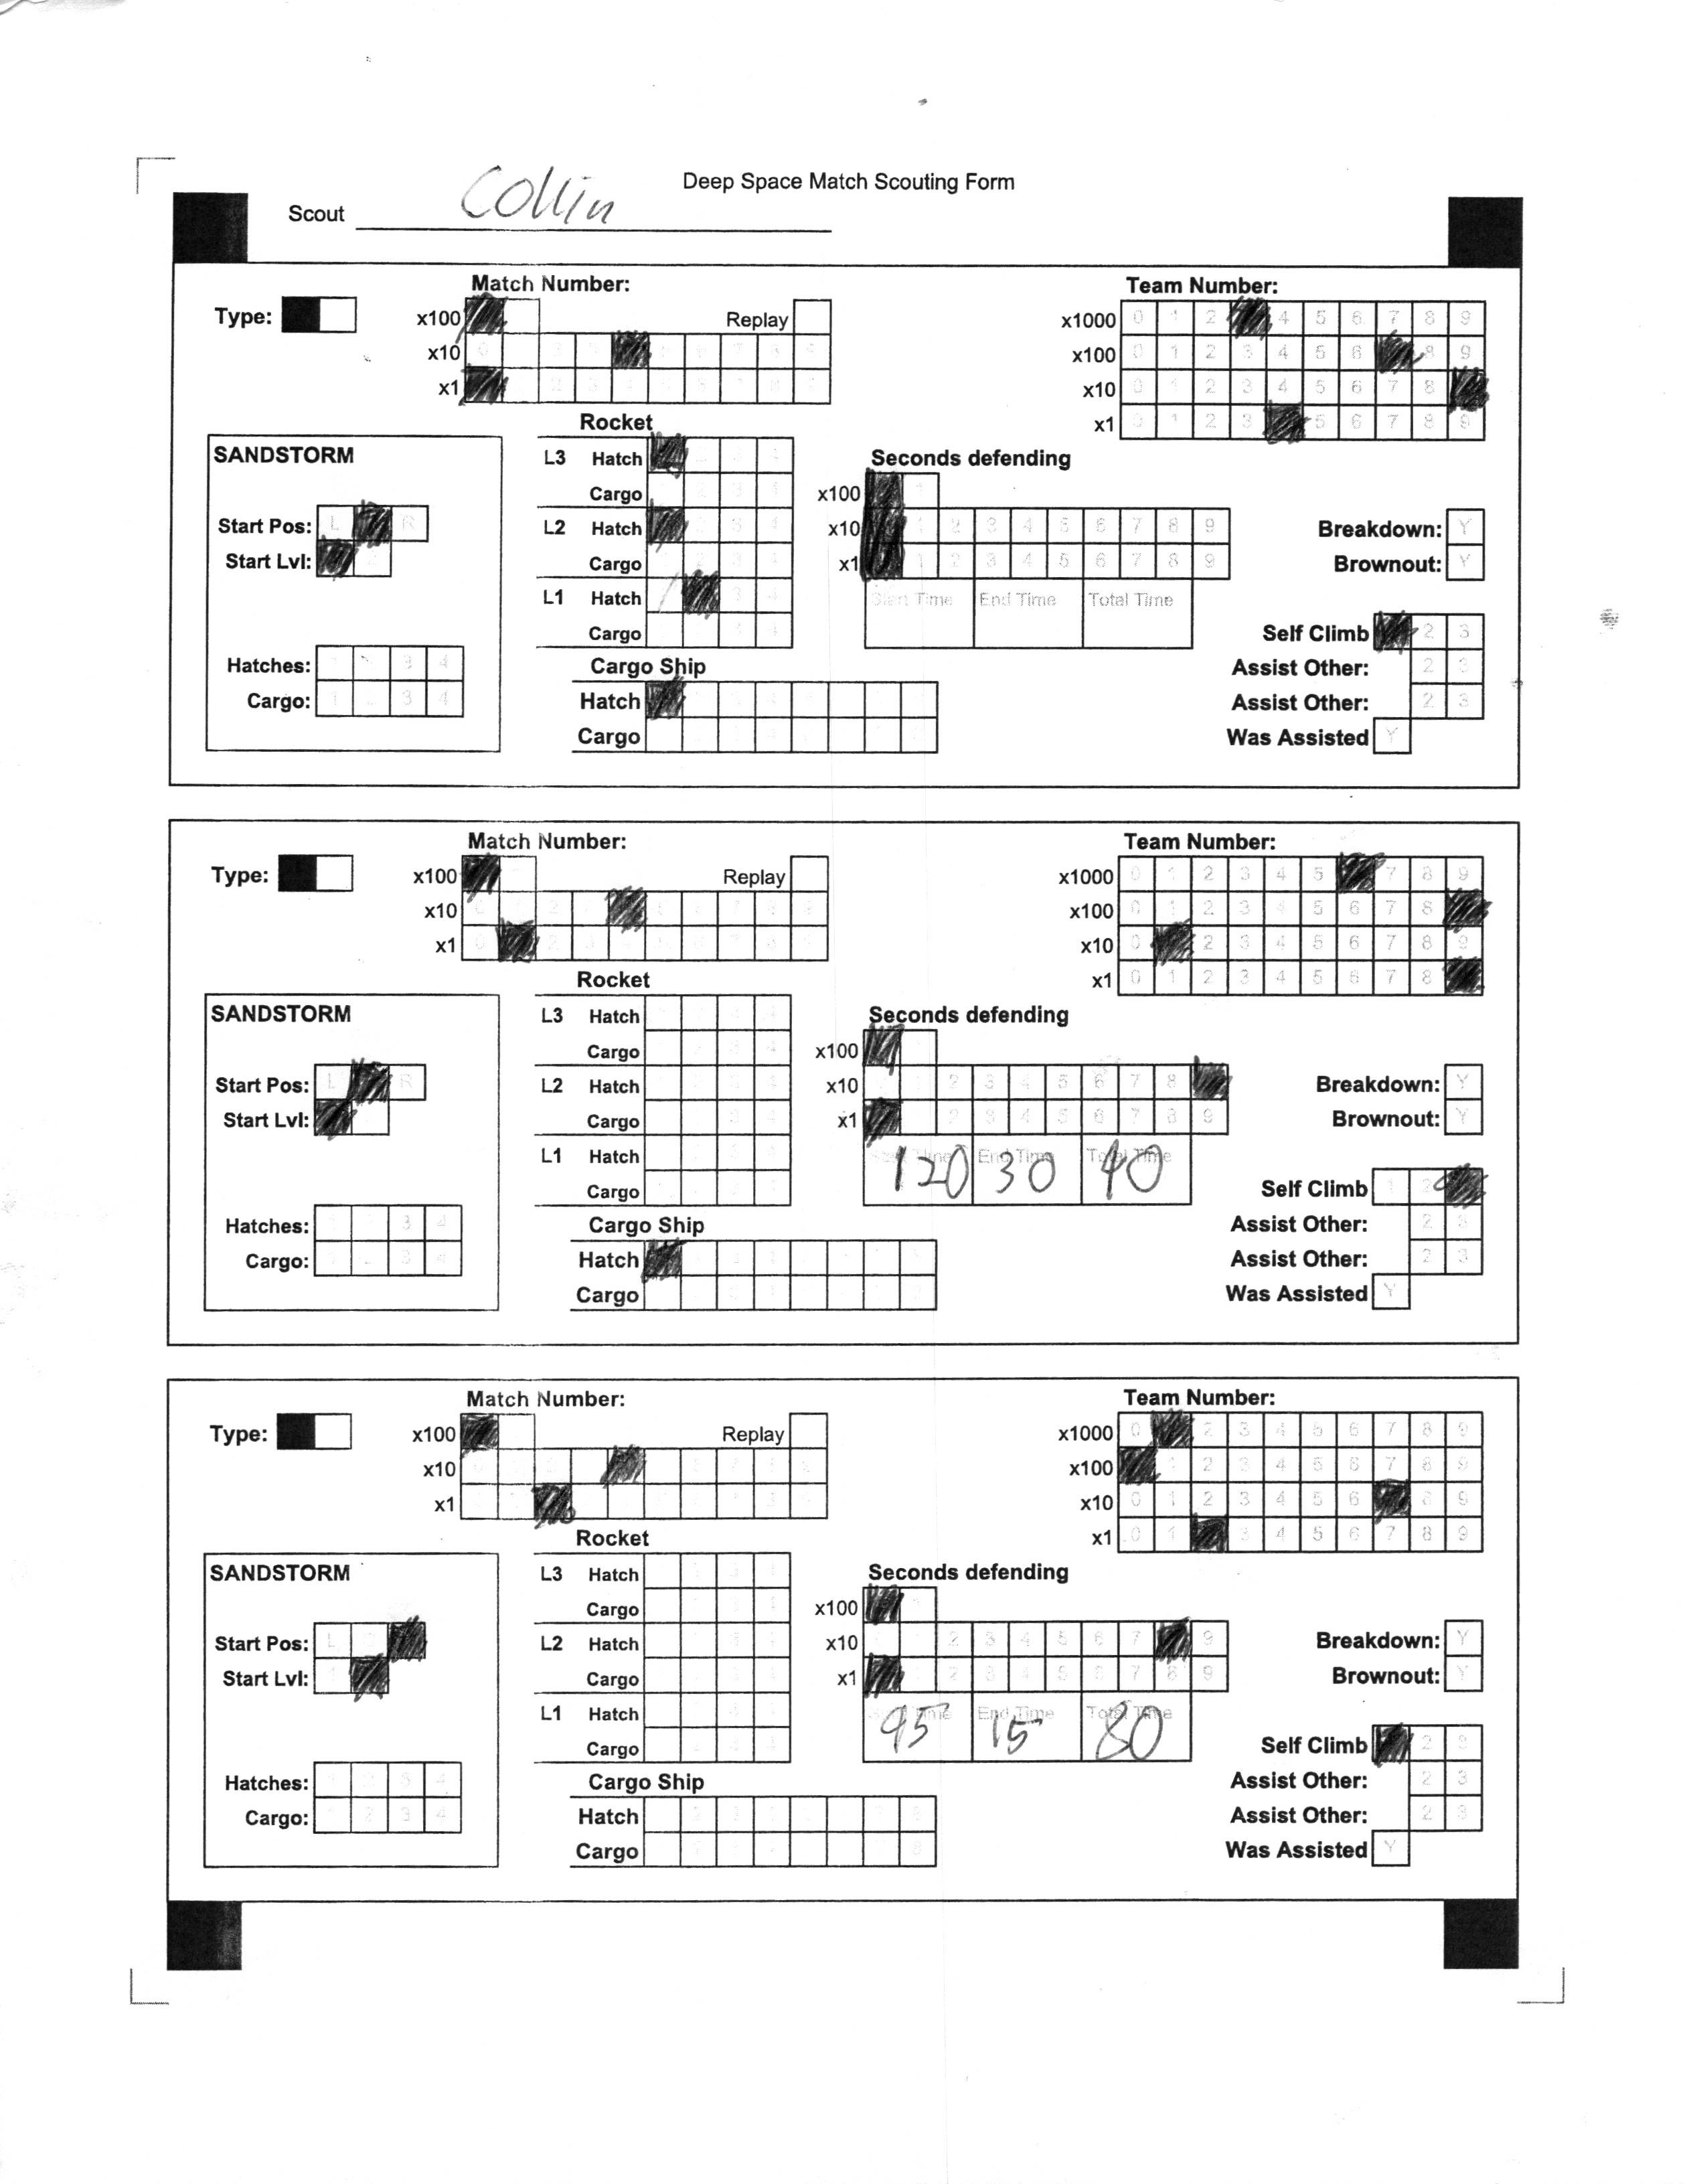 Deep Space Match Scouting Form
Scout Collin
Match Number: Team Number:
Type: x100 Replay x1000 0 1 2 4 5 6 7 8 9
x10 x100 0 1 2 3 4 5 6 8 9
x1 x10 0 1 2 3 4 5 6 7 8
x1 0 1 2 3 5 6 7 8 9
Rocket
SANDSTORM L3 Hatch Seconds defending
Cargo x100
Start Pos: L R L2 Hatch x10 1 2 3 4 5 6 7 8 9 Breakdown: Y
Start Lvl: Cargo x1 1 2 3 4 5 6 7 8 9 Brownout: Y
L1 Hatch Start Time End Time Total Time
Cargo Self Climb 2 3
Hatches: 1 2 3 4 Cargo Ship Assist Other: 2 3
Cargo: 1 2 3 4 Hatch Assist Other: 2 3
Cargo Was Assisted Y
Match Number: Team Number:
Type: x100 Replay x1000 0 1 2 3 4 5 7 8 9
x10 x100 0 1 2 3 4 5 6 7 8
x1 x10 0 2 3 4 5 6 7 8 9
x1 0 1 2 3 4 5 6 7 8
Rocket
SANDSTORM L3 Hatch Seconds defending
Cargo x100
Start Pos: L R L2 Hatch x10 1 2 3 4 5 6 7 8 Breakdown: Y
Start Lvl: Cargo x1 2 3 4 5 6 7 8 9 Brownout: Y
L1 Hatch End Time Total Time
120 30 40
Cargo Self Climb 1 2
Hatches: 1 2 3 4 Cargo Ship Assist Other: 2 3
Cargo: 1 2 3 4 Hatch Assist Other: 2 3
Cargo Was Assisted Y
Match Number: Team Number:
Type: x100 Replay x1000 0 2 3 4 5 6 7 8 9
x10 x100 1 2 3 4 5 6 7 8 9
x1 x10 0 1 2 3 4 5 6 8 9
x1 0 1 3 4 5 6 7 8 9
Rocket
SANDSTORM L3 Hatch Seconds defending
Cargo x100
Start Pos: L L2 Hatch x10 1 2 3 4 5 6 7 9 Breakdown: Y
Start Lvl: Cargo x1 2 3 4 5 6 7 8 9 Brownout: Y
L1 Hatch End Time Total Time
95 15 80
Cargo Self Climb 2 3
Hatches: 1 2 3 4 Cargo Ship Assist Other: 2 3
Cargo: 1 2 3 4 Hatch Assist Other: 2 3
Cargo Was Assisted Y